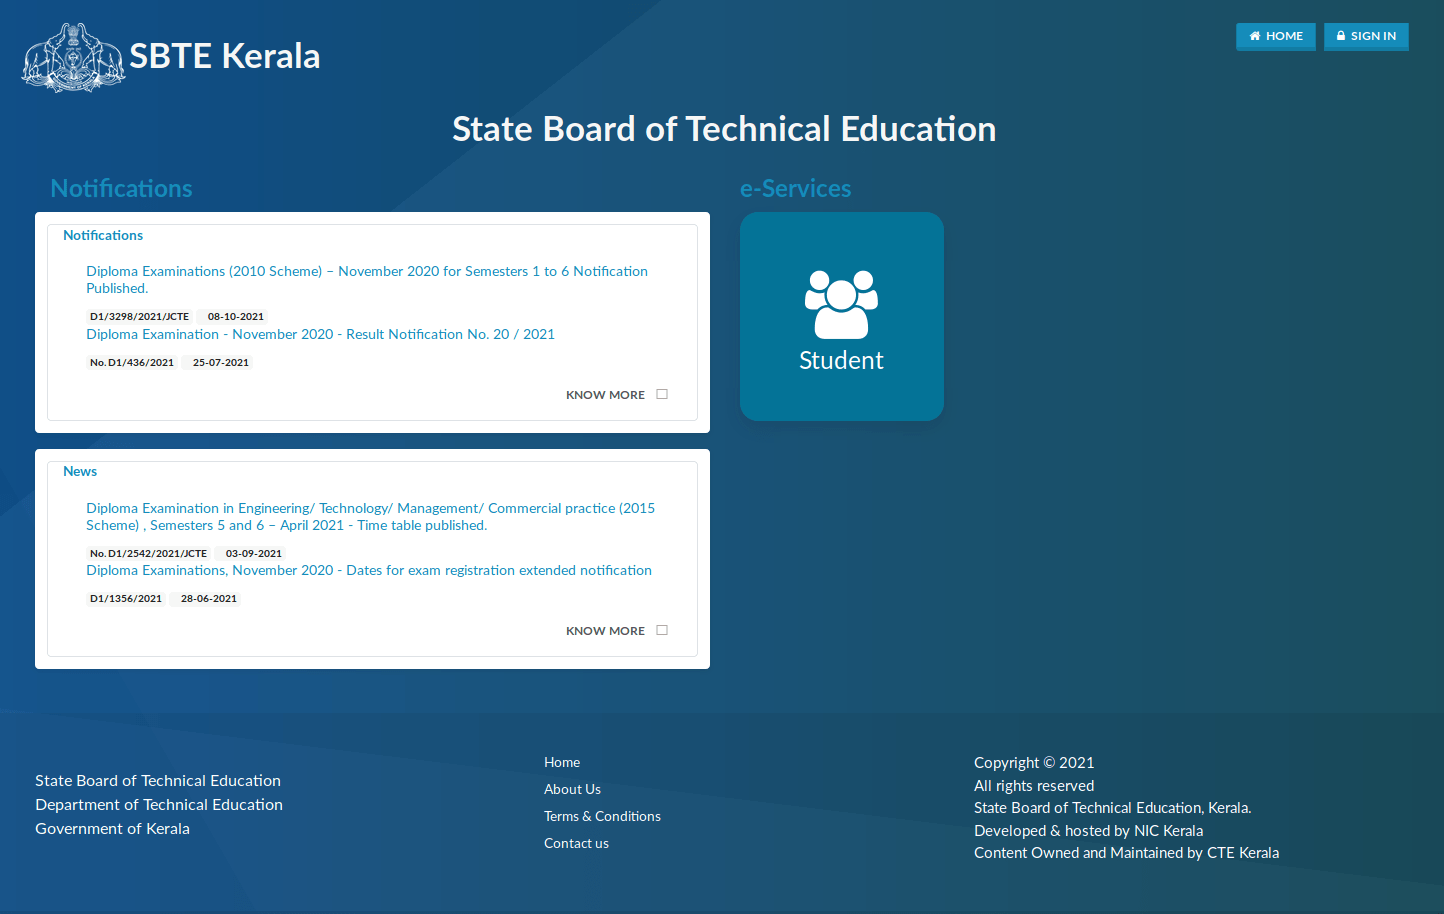 SBTE Kerala
HOME
SIGN IN
State Board of Technical Education
Notifications
Notifications
Diploma Examinations (2010 Scheme) – November 2020 for Semesters 1 to 6 Notification
Published.
D1/3298/2021/JCTE 08-10-2021
Diploma Examination - November 2020 - Result Notification No. 20 / 2021
No. D1/436/2021 25-07-2021
KNOW MORE
News
Diploma Examination in Engineering/ Technology/ Management/ Commercial practice (2015
Scheme) , Semesters 5 and 6 – April 2021 - Time table published.
No. D1/2542/2021/JCTE 03-09-2021
Diploma Examinations, November 2020 - Dates for exam registration extended notification
D1/1356/2021 28-06-2021
KNOW MORE
e-Services
Student
State Board of Technical Education
Department of Technical Education
Government of Kerala
Home
About Us
Terms & Conditions
Contact us
Copyright © 2021
All rights reserved
State Board of Technical Education, Kerala.
Developed & hosted by NIC Kerala
Content Owned and Maintained by CTE Kerala